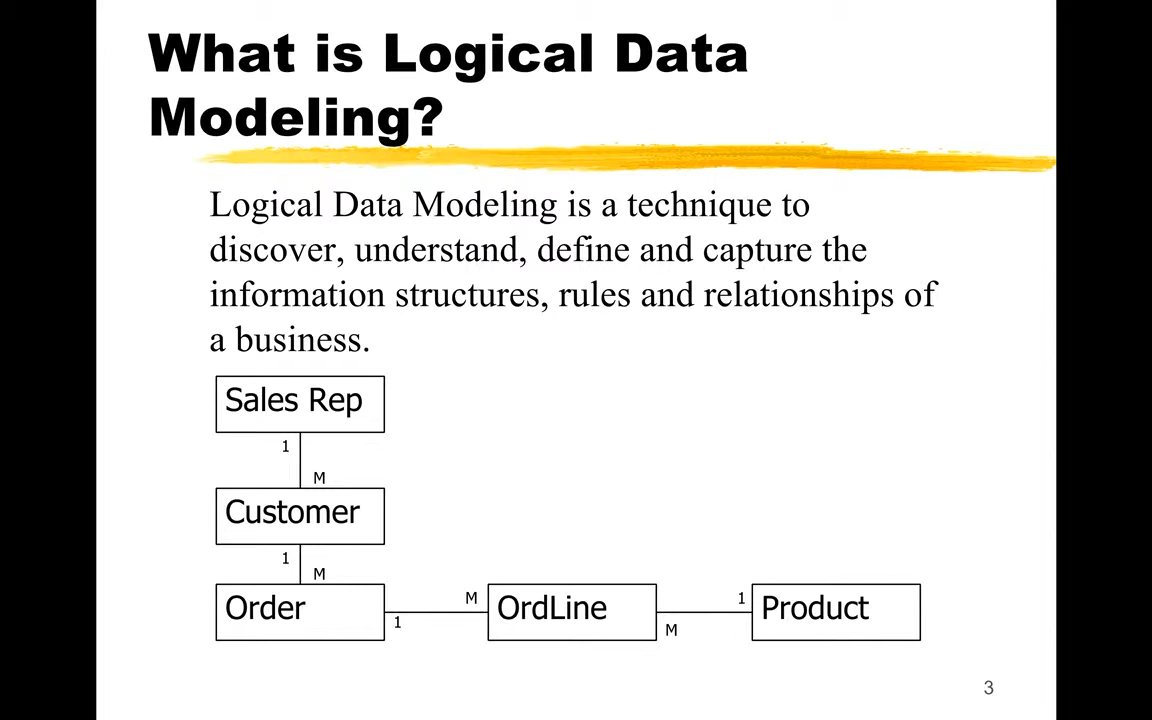 What is Logical Data
Modeling?
Logical Data Modeling is a technique to
discover, understand, define and capture the
information structures, rules and relationships of
a business.
Sales Rep
1
M
Customer
1
M
Order
1
M
OrdLine
M
1
Product
3